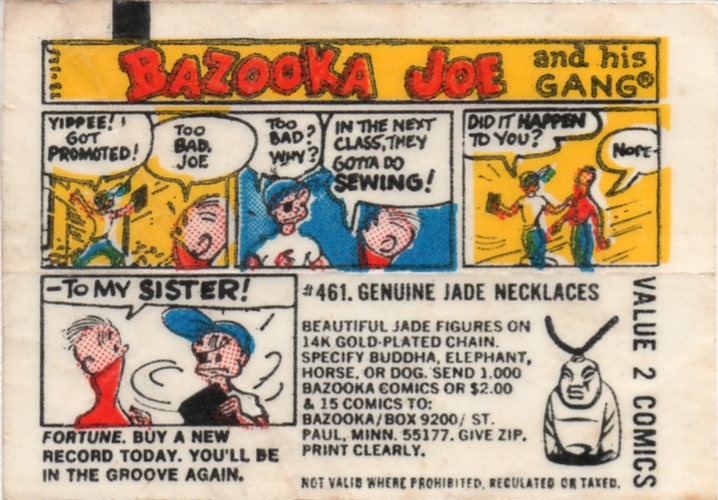 BAZOOKA JOE and his
GANG®
YIPPEE! I
GOT
PROMOTED!
TOO
BAD,
JOE
TOO
BAD?
WHY?
IN THE NEXT
CLASS, THEY
GOTTA DO
SEWING!
DID IT HAPPEN
TO YOU?
NOPE-
-TO MY SISTER!
FORTUNE. BUY A NEW
RECORD TODAY. YOU'LL BE
IN THE GROOVE AGAIN.
#461. GENUINE JADE NECKLACES
BEAUTIFUL JADE FIGURES ON
14K GOLD-PLATED CHAIN.
SPECIFY BUDDHA, ELEPHANT,
HORSE, OR DOG. SEND 1,000
BAZOOKA COMICS OR $2.00
& 15 COMICS TO:
BAZOOKA/BOX 9200/ ST.
PAUL, MINN. 55177. GIVE ZIP.
PRINT CLEARLY.
NOT VALID WHERE PROHIBITED, REGULATED OR TAXED.
VALUE 2 COMICS